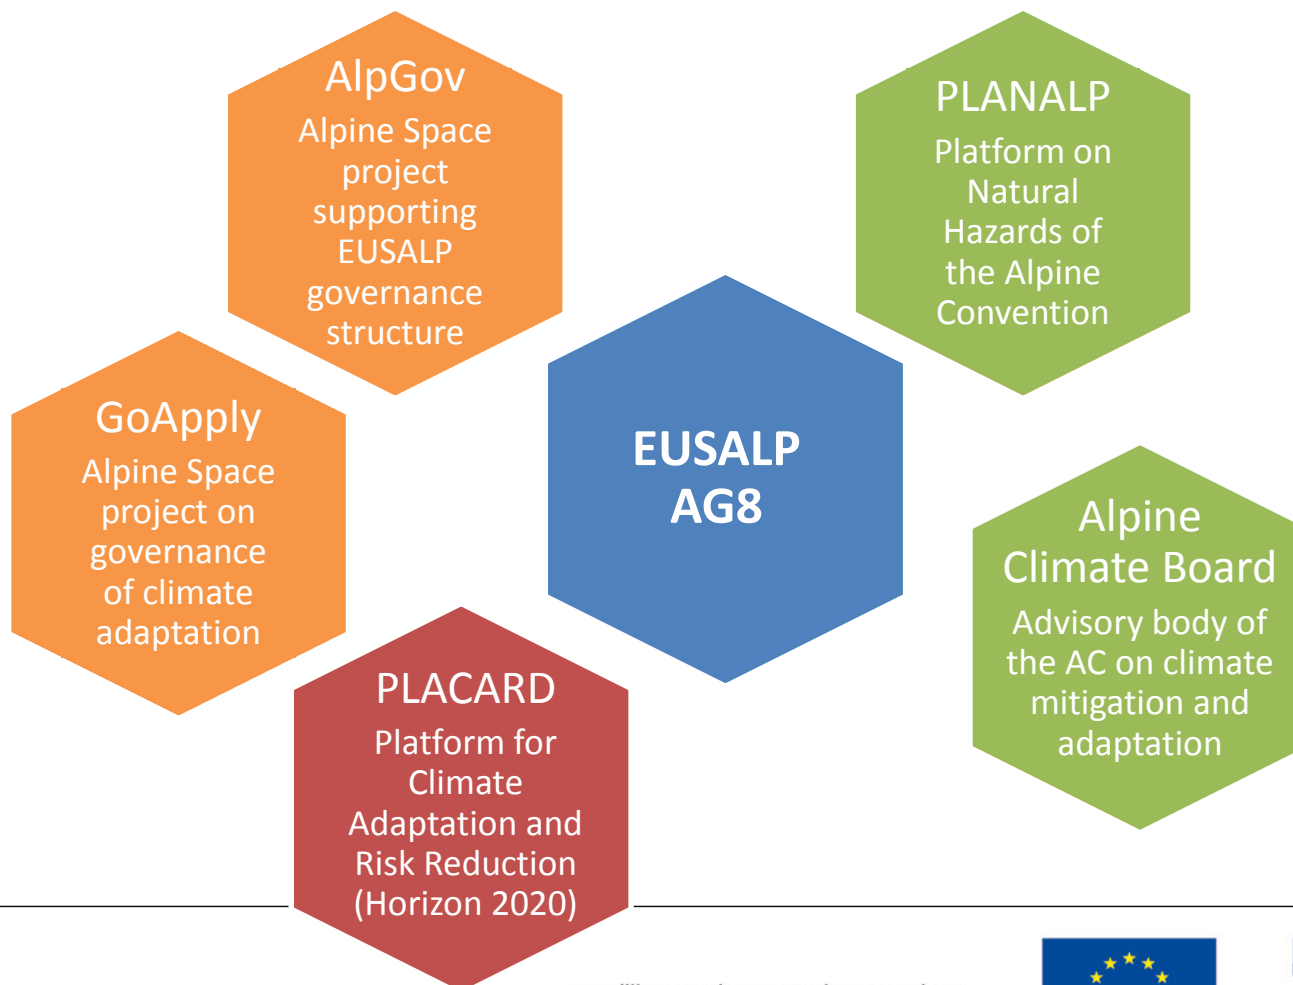 AlpGov
Alpine Space
project
supporting
EUSALP
governance
structure
PLANALP
Platform on
Natural
Hazards of
the Alpine
Convention
GoApply
Alpine Space
project on
governance
of climate
adaptation
EUSALP
AG8
Alpine
Climate Board
Advisory body of
the AC on climate
mitigation and
adaptation
PLACARD
Platform for
Climate
Adaptation and
Risk Reduction
(Horizon 2020)